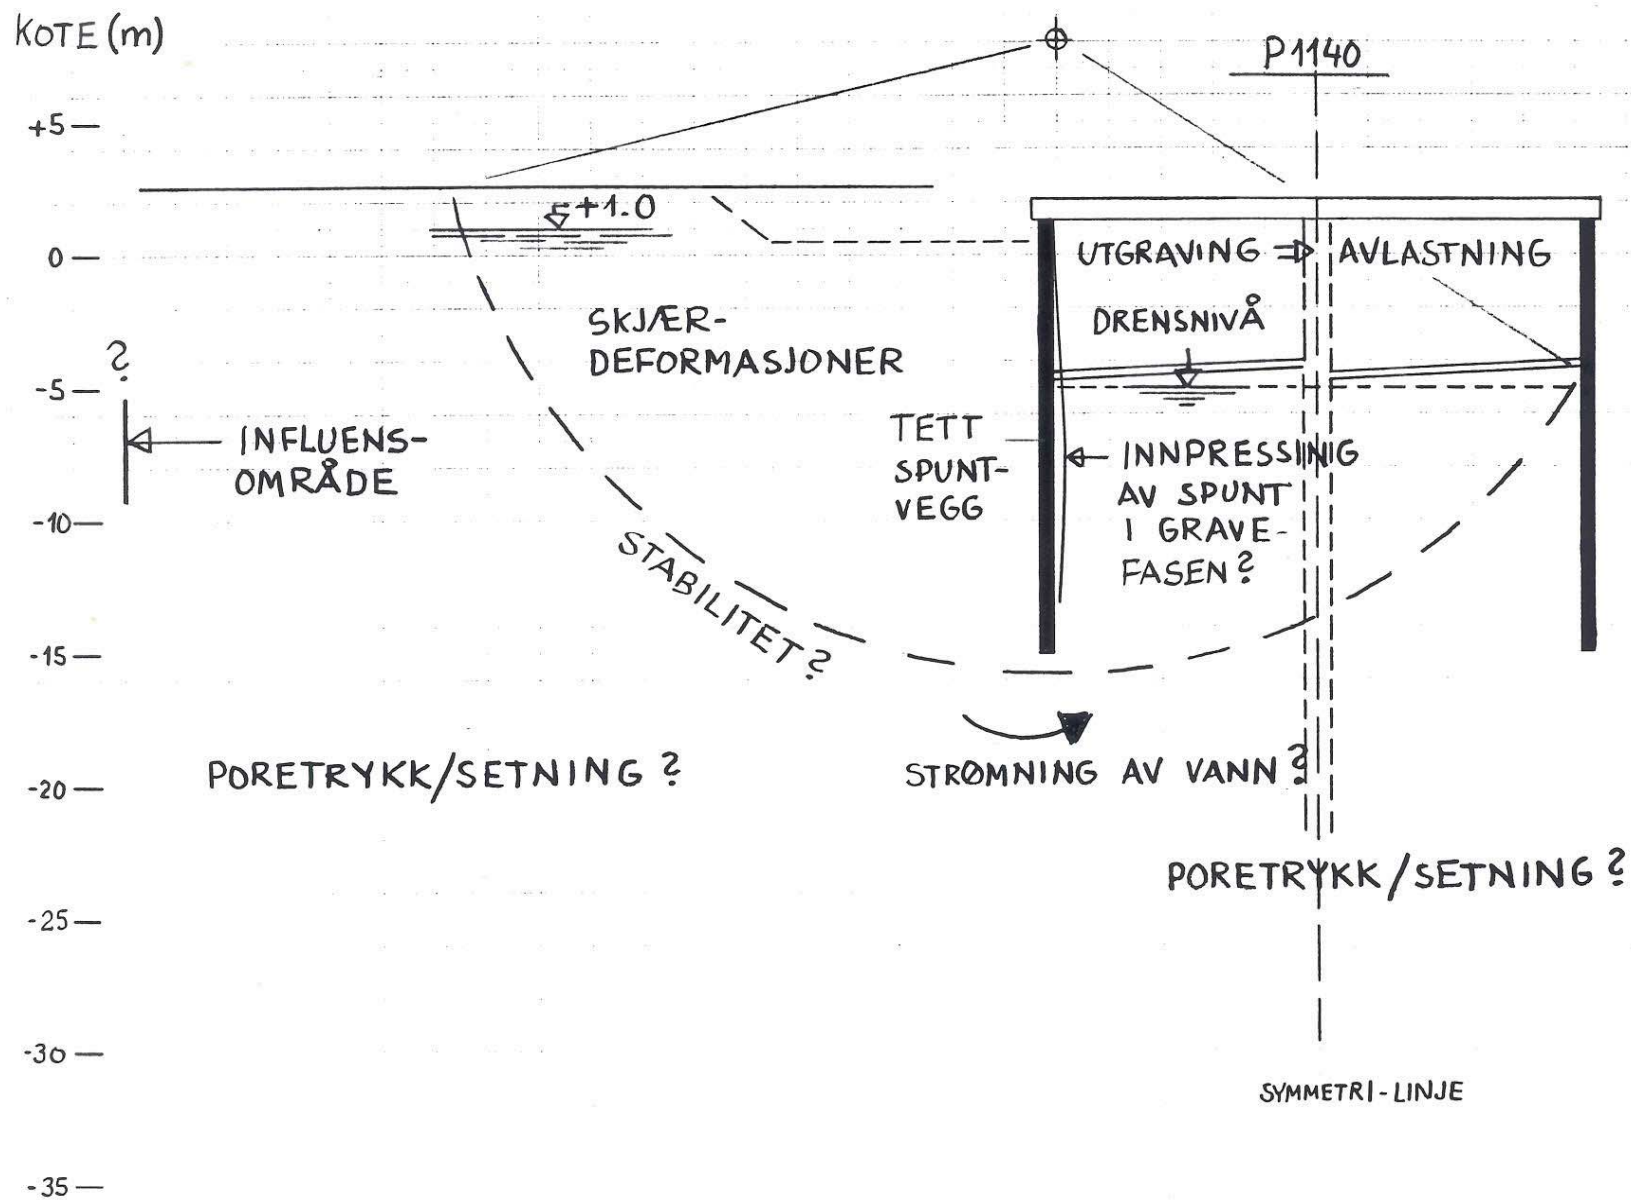 KOTE (m)
P1140
+5
+1.0
0
UTGRAVING ⇒ AVLASTNING
SKJÆR-
DEFORMASJONER
DRENSNIVÅ
?
-5
INFLUENS-
OMRÅDE
TETT
SPUNT-
VEGG
INNPRESSING
AV SPUNT
I GRAVE-
FASEN?
-10
STABILITET?
-15
PORETRYKK/SETNING?
STRØMNING AV VANN?
-20
PORETRYKK/SETNING?
-25
-30
SYMMETRI-LINJE
-35